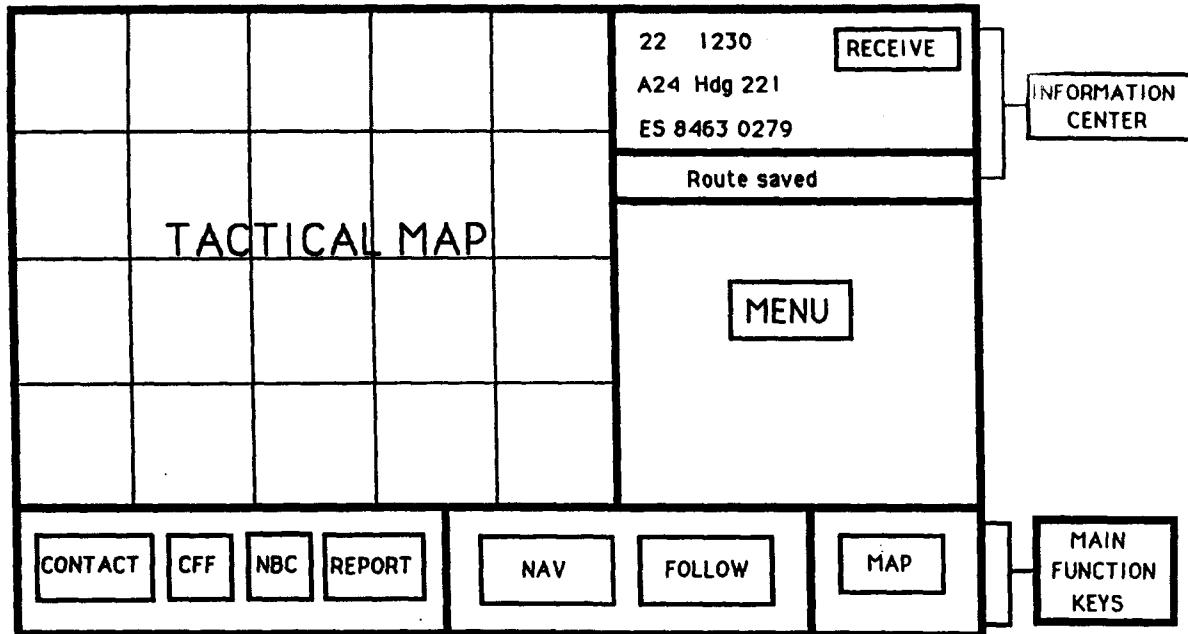 22 1230
RECEIVE
A24 Hdg 221
ES 8463 0279
INFORMATION
CENTER
Route saved
TACTICAL MAP
MENU
CONTACT
CFF
NBC
REPORT
NAV
FOLLOW
MAP
MAIN
FUNCTION
KEYS